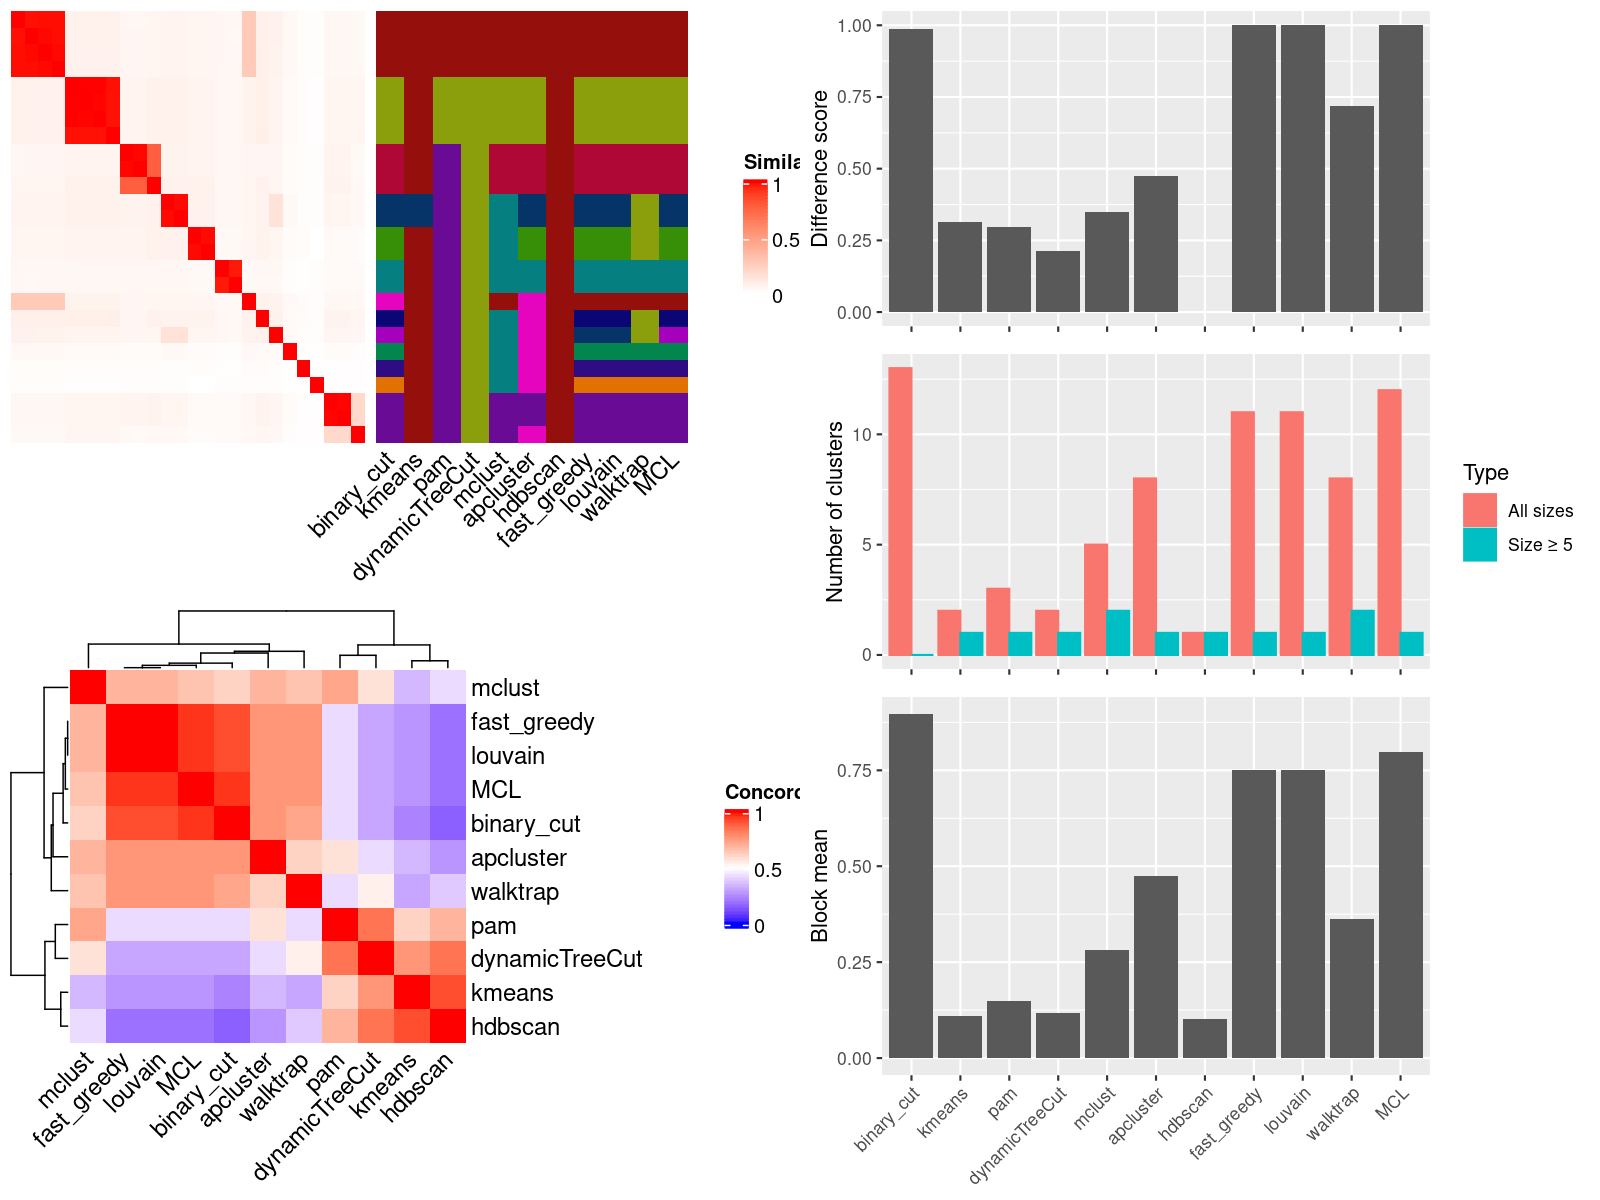 Simila
1
0.5
0
binary_cut
kmeans
pam
dynamicTreeCut
mclust
apcluster
hdbscan
fast_greedy
louvain
walktrap
MCL
mclust
fast_greedy
louvain
MCL
binary_cut
apcluster
walktrap
pam
dynamicTreeCut
kmeans
hdbscan
Concord
1
0.5
0
mclust
fast_greedy
louvain
MCL
binary_cut
apcluster
walktrap
pam
dynamicTreeCut
kmeans
hdbscan
Difference score
1.00
0.75
0.50
0.25
0.00
Number of clusters
10
5
0
Type
All sizes
Size ≥ 5
Block mean
0.75
0.50
0.25
0.00
binary_cut
kmeans
pam
dynamicTreeCut
mclust
apcluster
hdbscan
fast_greedy
louvain
walktrap
MCL